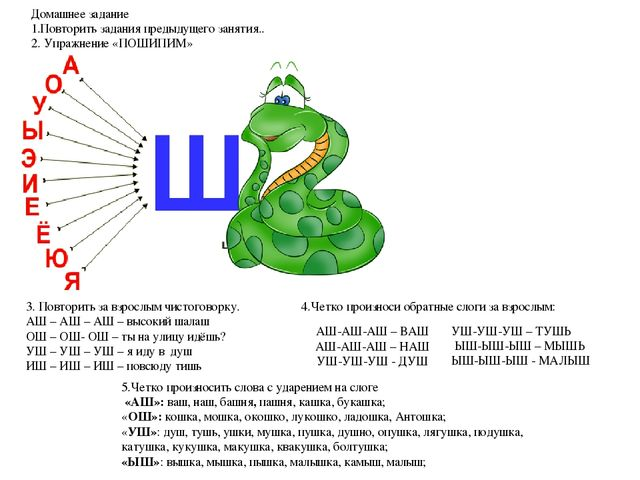 Домашнее задание
1.Повторить задания предыдущего занятия..
2. Упражнение «ПОШИПИМ»
А
О
У
Ы
Э
И
Е
Ё
Ю
Я
Ш
3. Повторить за взрослым чистоговорку.
АШ – АШ – АШ – высокий шалаш
ОШ – ОШ- ОШ – ты на улицу идёшь?
УШ – УШ – УШ – я иду в душ
ИШ – ИШ – ИШ – повсюду тишь
4.Четко произноси обратные слоги за взрослым:
АШ-АШ-АШ – ВАШ
АШ-АШ-АШ – НАШ
УШ-УШ-УШ - ДУШ
УШ-УШ-УШ – ТУШЬ
ЫШ-ЫШ-ЫШ – МЫШЬ
ЫШ-ЫШ-ЫШ - МАЛЫШ
5.Четко произносить слова с ударением на слоге
«АШ»: ваш, наш, башня, пашня, кашка, букашка;
«ОШ»: кошка, мошка, окошко, лукошко, ладошка, Антошка;
«УШ»: душ, тушь, ушки, мушка, пушка, душно, опушка, лягушка, подушка,
катушка, кукушка, макушка, квакушка, болтушка;
«ЫШ»: вышка, мышка, пышка, малышка, камыш, малыш;